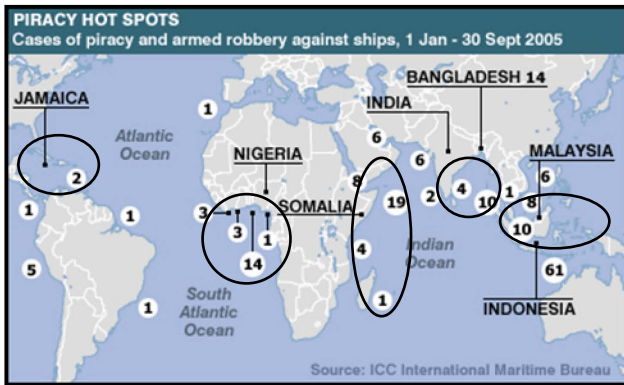 PIRACY HOT SPOTS
Cases of piracy and armed robbery against ships, 1 Jan - 30 Sept 2005
BANGLADESH 14
JAMAICA
INDIA
1
Atlantic
Ocean
6
MALAYSIA
NIGERIA
6
6
2
8
4
1
SOMALIA
19
2
10
8
1
1
3
3
1
10
14
4
Indian
Ocean
5
61
1
1
South
Atlantic
Ocean
INDONESIA
Source: ICC International Maritime Bureau